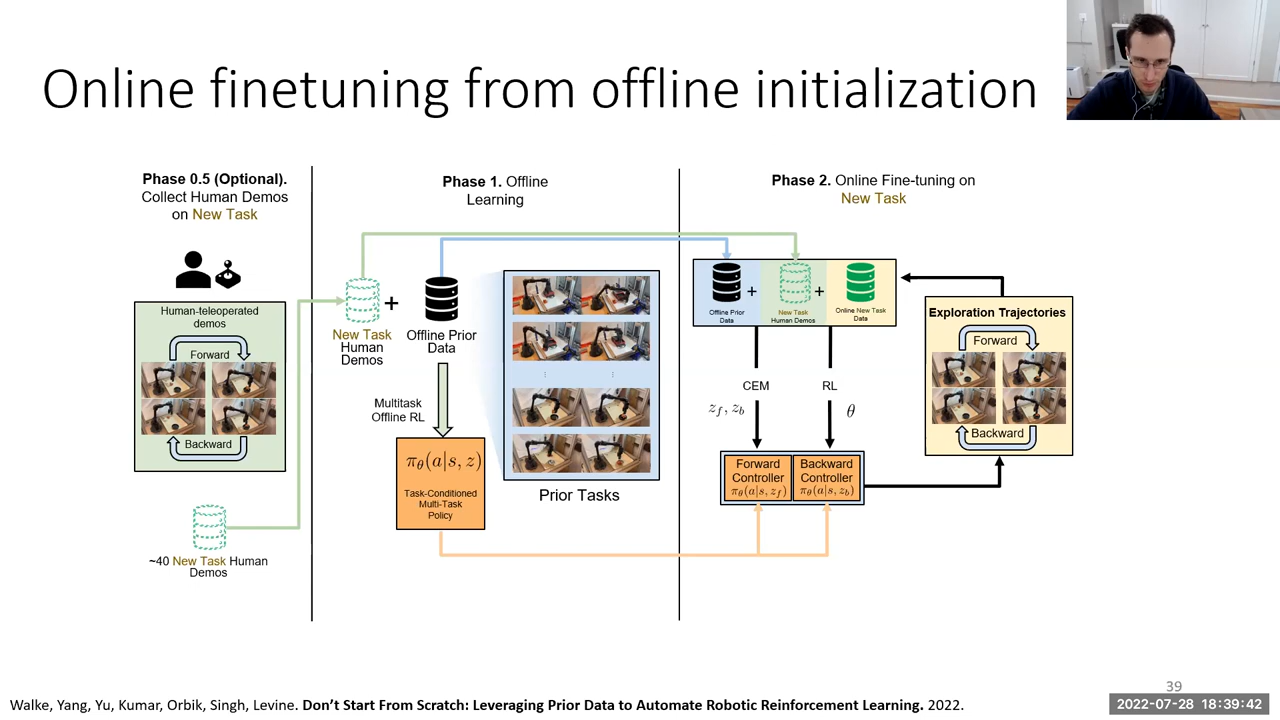 Online finetuning from offline initialization
Phase 0.5 (Optional).
Collect Human Demos
on New Task
Human-teleoperated
demos
Forward
Backward
~40 New Task Human
Demos
Phase 1. Offline
Learning
New Task
Human
Demos
+
Offline Prior
Data
Multitask
Offline RL
πθ(a|s, z)
Task-Conditioned
Multi-Task
Policy
Prior Tasks
Phase 2. Online Fine-tuning on
New Task
+
+
Offline Prior
Data
New Task
Human Demos
Online New Task
Data
CEM
z_f, z_b
RL
θ
Forward
Controller
πθ(a|s, z_f)
Backward
Controller
πθ(a|s, z_b)
Exploration Trajectories
Forward
Backward
39
Walke, Yang, Yu, Kumar, Orbik, Singh, Levine. Don't Start From Scratch: Leveraging Prior Data to Automate Robotic Reinforcement Learning. 2022.
2022-07-28 18:39:42